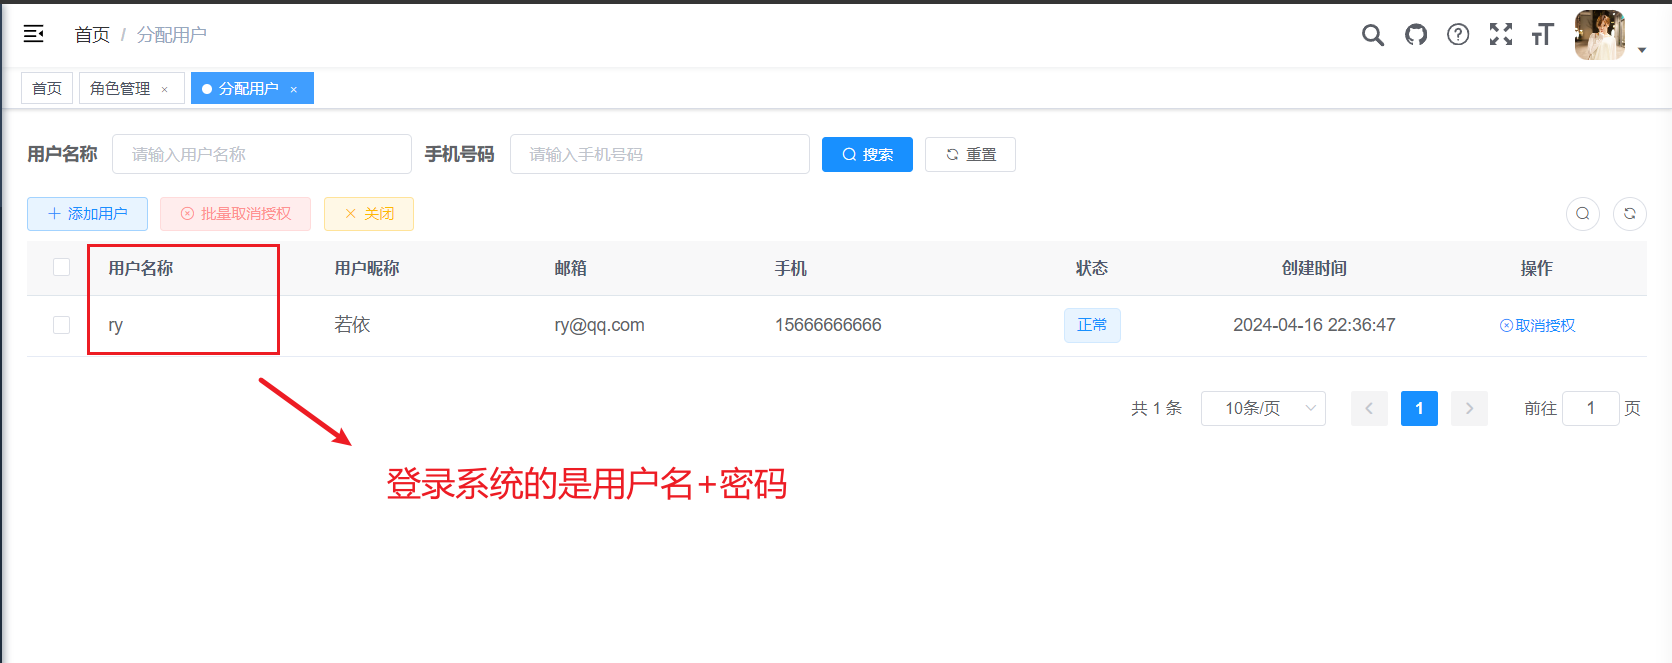 首页 / 分配用户
首页 角色管理 × 分配用户 ×
用户名称 请输入用户名称 手机号码 请输入手机号码 搜索 重置
添加用户 批量取消授权 关闭
用户名称 用户昵称 邮箱 手机 状态 创建时间 操作
ry 若依 ry@qq.com 15666666666 正常 2024-04-16 22:36:47 取消授权
共 1 条 10条/页 1 前往 1 页
登录系统的是用户名+密码